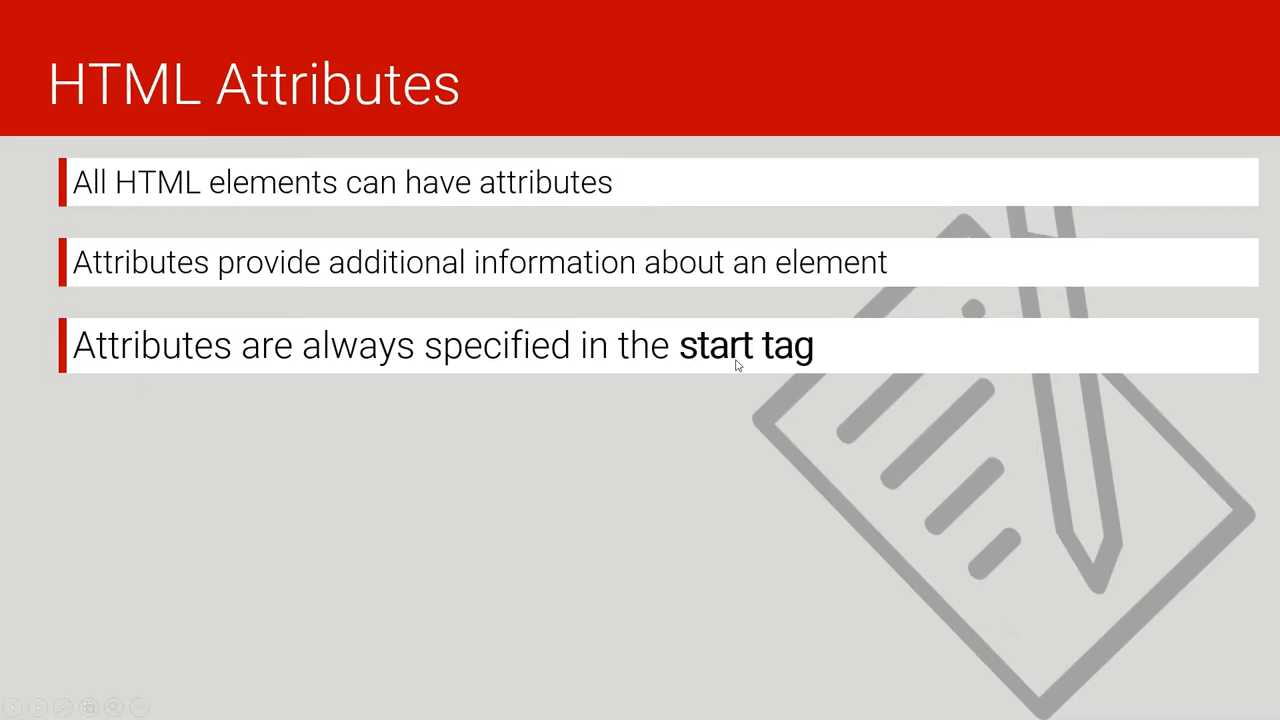 HTML Attributes
All HTML elements can have attributes
Attributes provide additional information about an element
Attributes are always specified in the start tag